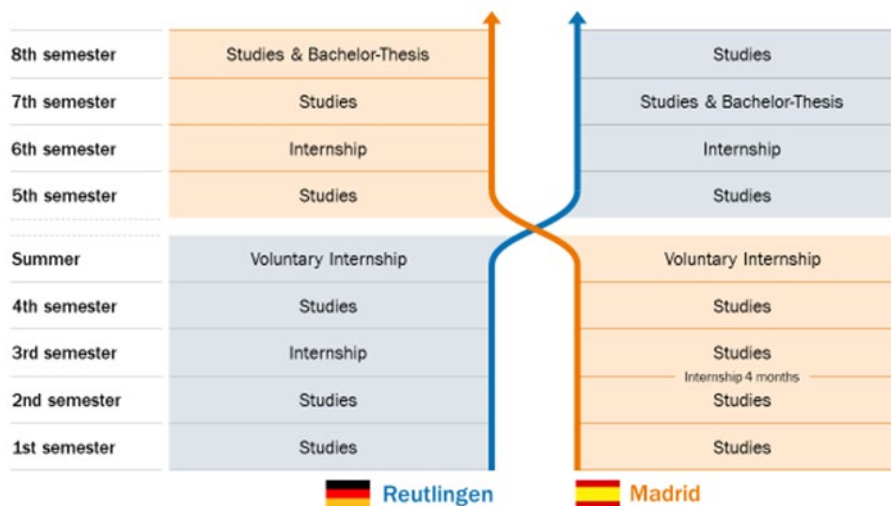 8th semester Studies & Bachelor-Thesis Studies
7th semester Studies Studies & Bachelor-Thesis
6th semester Internship Internship
5th semester Studies Studies
Summer Voluntary Internship Voluntary Internship
4th semester Studies Studies
3rd semester Internship Studies
Internship 4 months
2nd semester Studies Studies
1st semester Studies Studies
Reutlingen Madrid